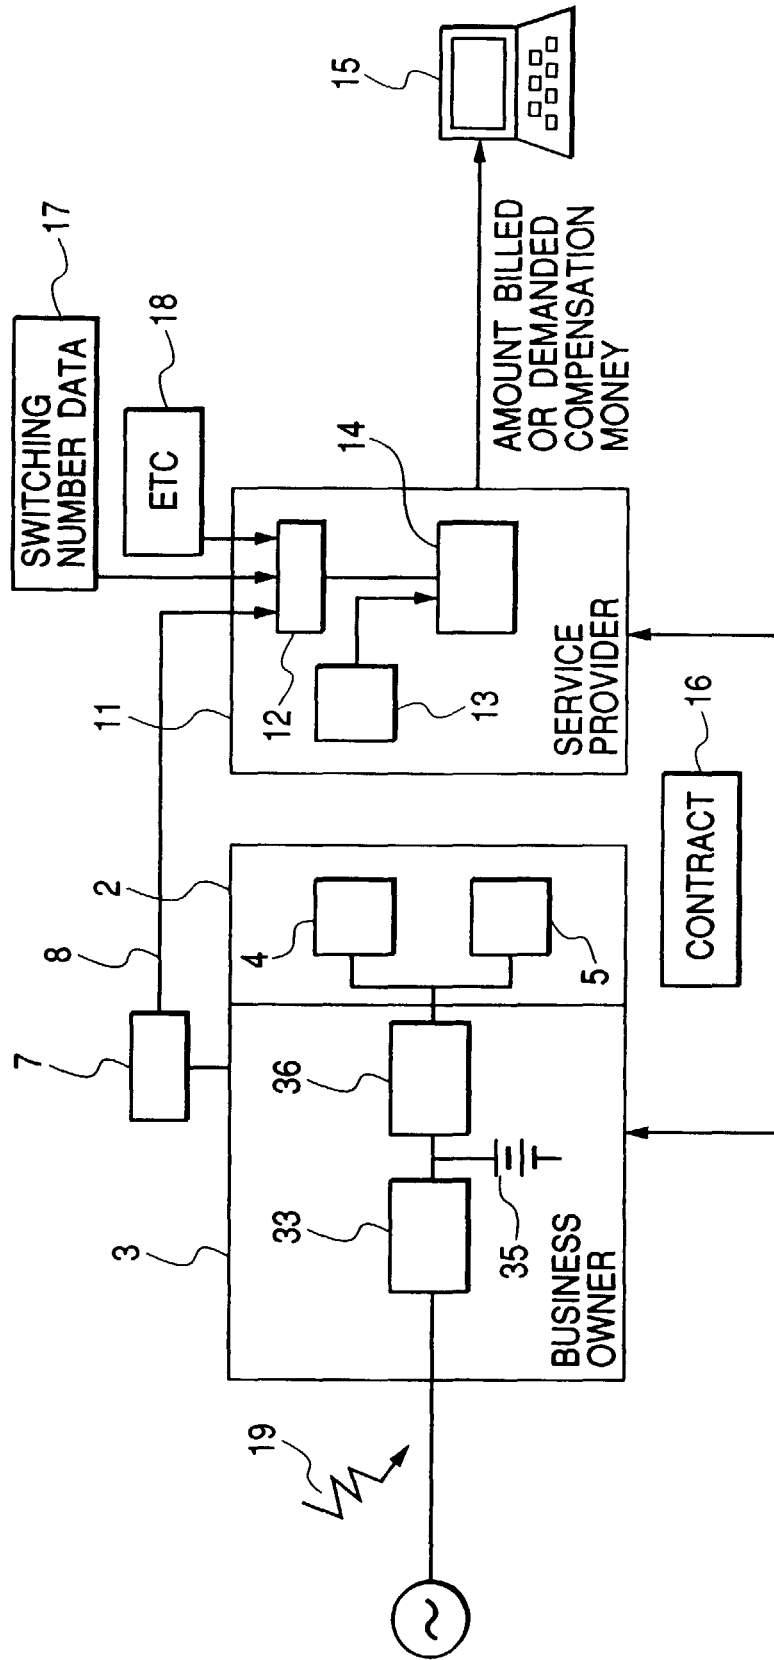 SWITCHING
NUMBER DATA
17
ETC
18
15
7
8
2
11
12
14
13
SERVICE
PROVIDER
AMOUNT BILLED
OR DEMANDED
COMPENSATION
MONEY
3
33
36
35
4
5
BUSINESS
OWNER
19
~
CONTRACT
16